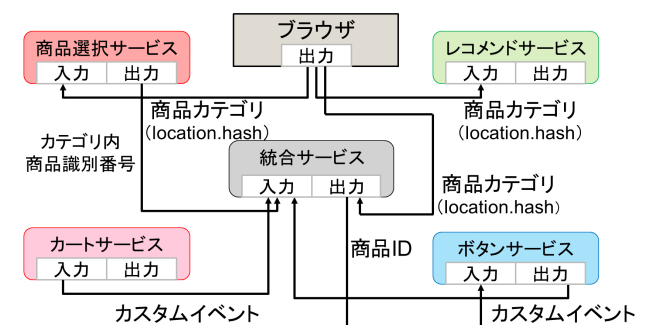 ブラウザ
出力
商品選択サービス
入力 出力
レコメンドサービス
入力 出力
商品カテゴリ
(location.hash)
商品カテゴリ
(location.hash)
カテゴリ内
商品識別番号
統合サービス
入力 出力
商品カテゴリ
(location.hash)
カートサービス
入力 出力
商品ID
ボタンサービス
入力 出力
カスタムイベント
カスタムイベント